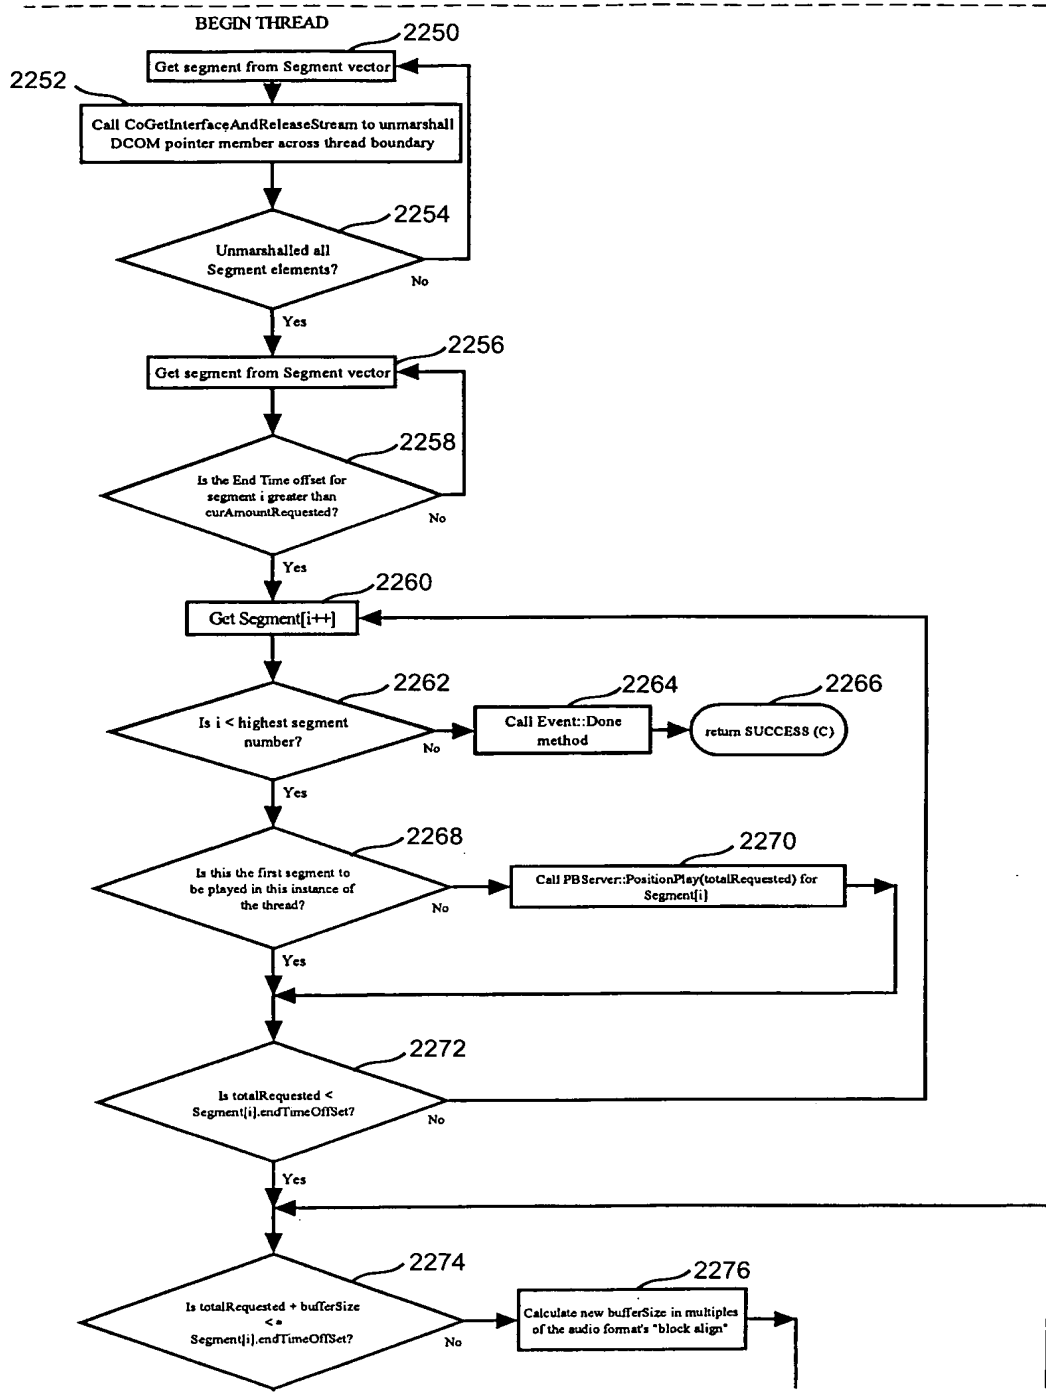 BEGIN THREAD
2250
Get segment from Segment vector
2252
Call CoGetInterfaceAndReleaseStream to unmarshall
DCOM pointer member across thread boundary
2254
Unmarshalled all
Segment elements?
No
Yes
2256
Get segment from Segment vector
2258
Is the End Time offset for
segment i greater than
curAmountRequested?
No
Yes
2260
Get Segment[i++]
2262
Is i < highest segment
number?
No
Yes
2264
Call Event::Done
method
2266
return SUCCESS (C)
2268
Is this the first segment to
be played in this instance of
the thread?
No
Yes
2270
Call PBServer::PositionPlay(totalRequested) for
Segment[i]
2272
Is totalRequested <
Segment[i].endTimeOffSet?
No
Yes
2274
Is totalRequested + bufferSize
<=
Segment[i].endTimeOffSet?
No
2276
Calculate new bufferSize in multiples
of the audio format's "block align"